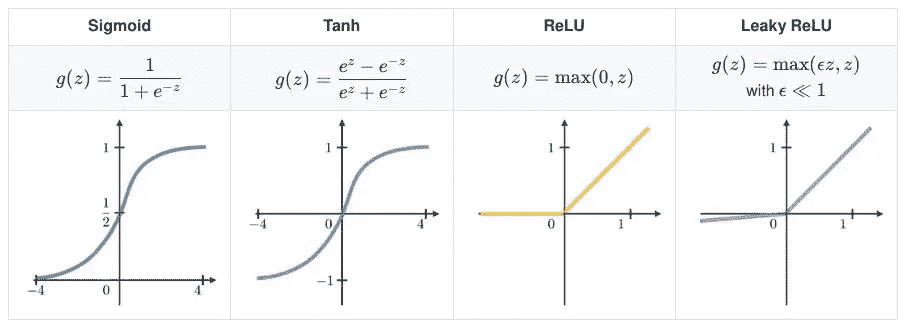 Sigmoid Tanh ReLU Leaky ReLU
g(z) = 1 / (1 + e^{-z})
g(z) = (e^z − e^{-z}) / (e^z + e^{-z})
g(z) = max(0, z)
g(z) = max(ϵz, z)
with ϵ ≪ 1
1
1/2
−4 0 4
1
−4 0 4
−1
1
0 1
1
0 1